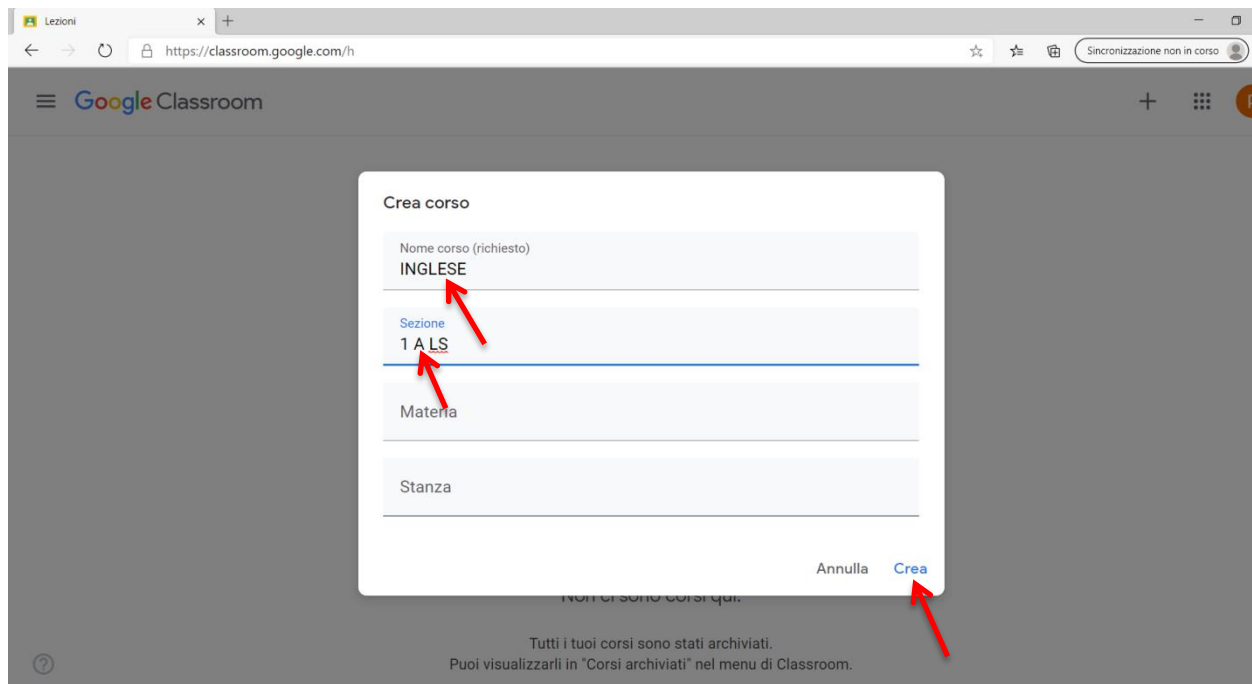 Lezioni
https://classroom.google.com/h
Sincronizzazione non in corso
Google Classroom
Crea corso
Nome corso (richiesto)
INGLESE
Sezione
1 A LS
Materia
Stanza
Annulla Crea
Non ci sono corsi qui.
Tutti i tuoi corsi sono stati archiviati.
Puoi visualizzarli in "Corsi archiviati" nel menu di Classroom.